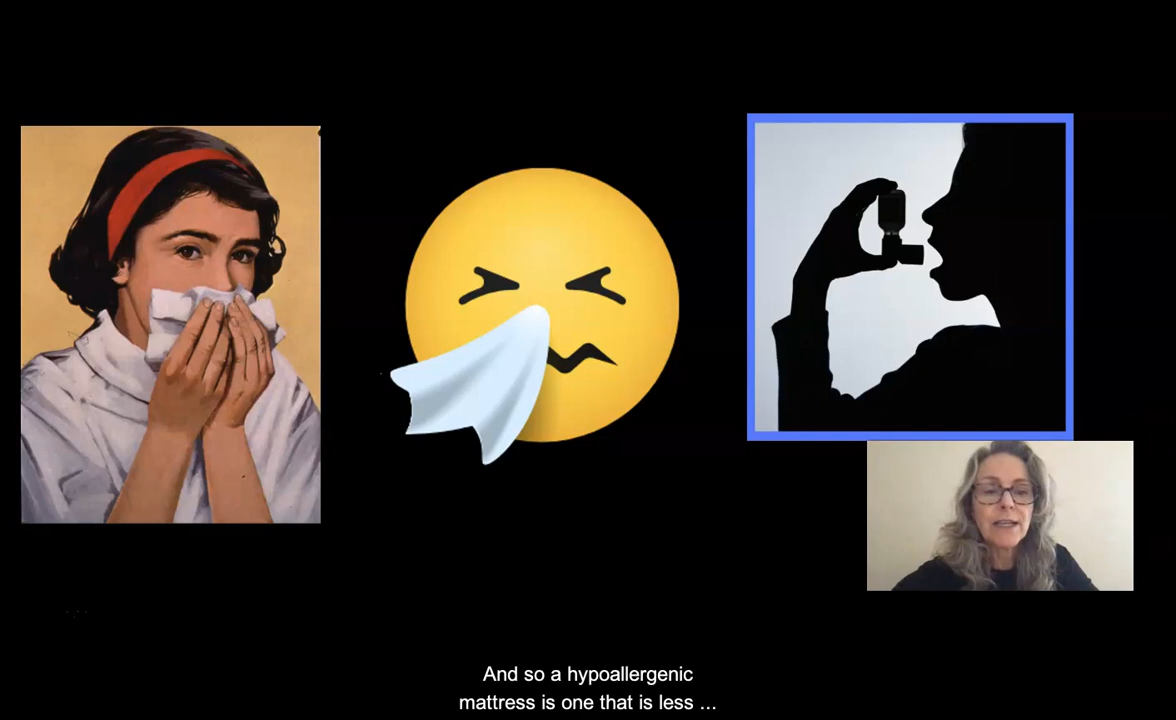 And so a hypoallergenic
mattress is one that is less ...